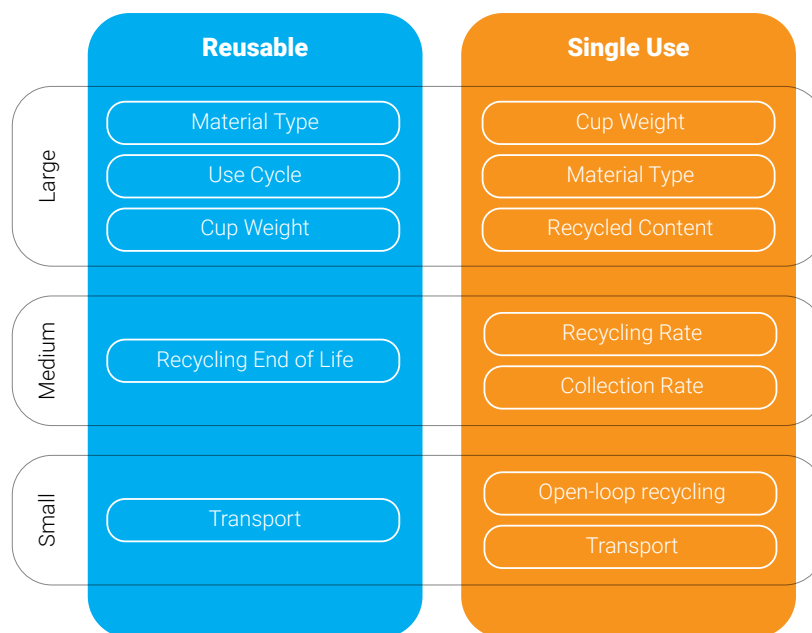 Reusable
Single Use
Large
Material Type
Use Cycle
Cup Weight
Cup Weight
Material Type
Recycled Content
Medium
Recycling End of Life
Recycling Rate
Collection Rate
Small
Transport
Open-loop recycling
Transport